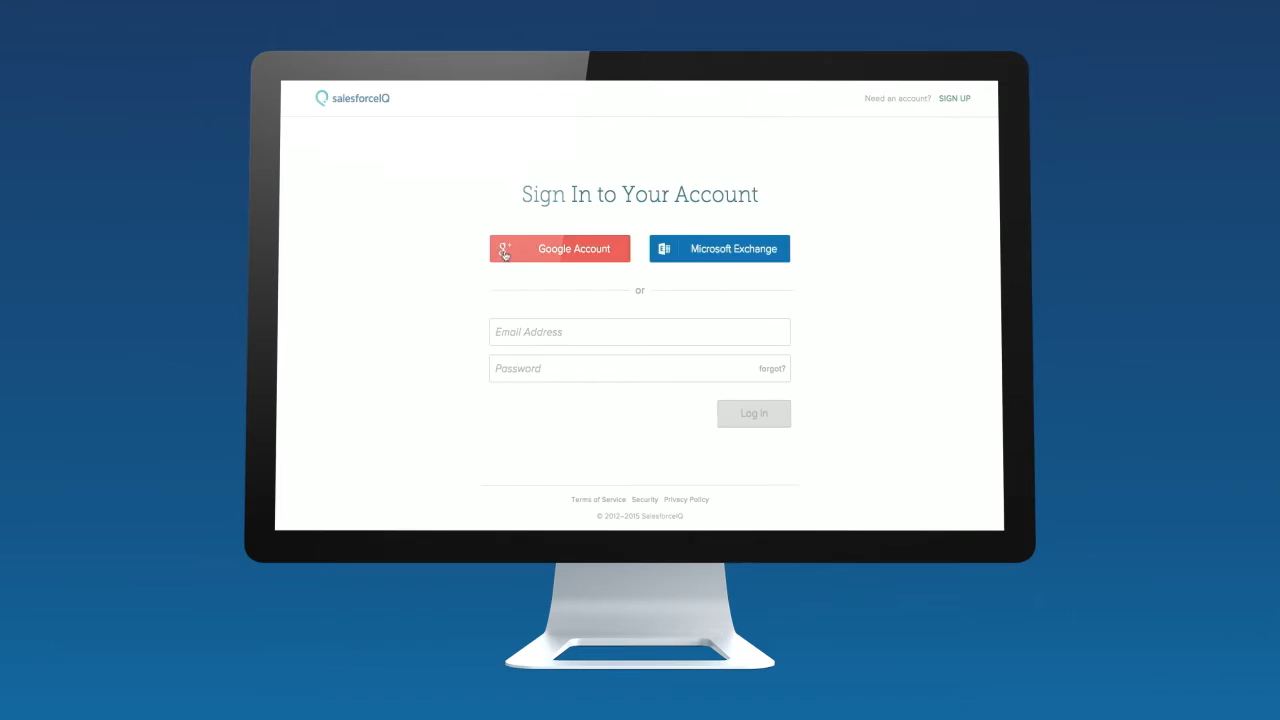 salesforceIQ
Need an account? SIGN UP
Sign In to Your Account
g+ Google Account
Microsoft Exchange
or
Email Address
Password forgot?
Log In
Terms of Service Security Privacy Policy
© 2012–2015 SalesforceIQ